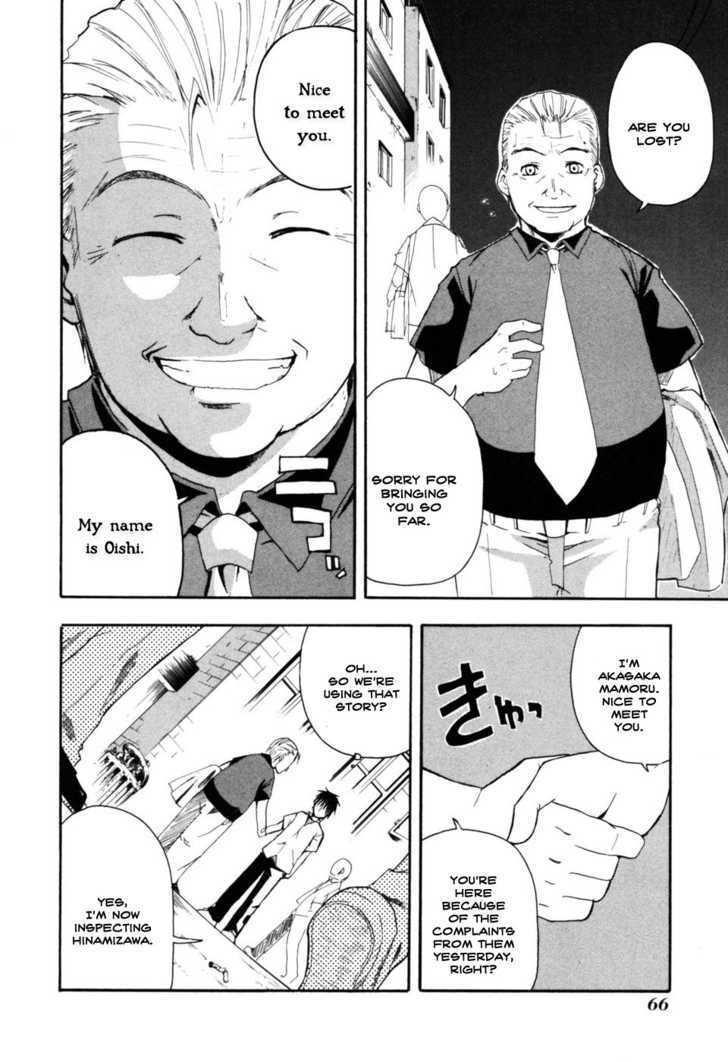 ARE YOU
LOST?
SORRY FOR
BRINGING
YOU SO
FAR.
Nice
to meet
you.
ニコ
My name
is Oishi.
I'M
AKASAKA
MAMORU.
NICE TO
MEET
YOU.
きゅっ
YOU'RE
HERE
BECAUSE
OF THE
COMPLAINTS
FROM THEM
YESTERDAY,
RIGHT?
OH...
SO WE'RE
USING THAT
STORY?
YES,
I'M NOW
INSPECTING
HINAMIZAWA.
66